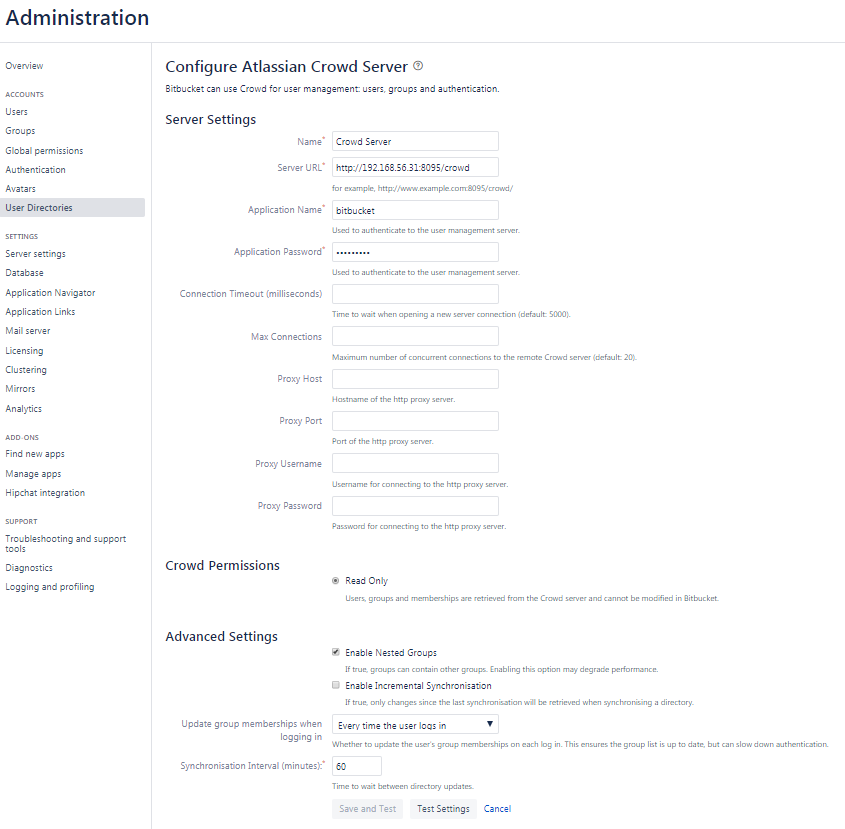 Administration
Overview
ACCOUNTS
Users
Groups
Global permissions
Authentication
Avatars
User Directories
SETTINGS
Server settings
Database
Application Navigator
Application Links
Mail server
Licensing
Clustering
Mirrors
Analytics
ADD-ONS
Find new apps
Manage apps
Hipchat integration
SUPPORT
Troubleshooting and support
tools
Diagnostics
Logging and profiling
Configure Atlassian Crowd Server ?
Bitbucket can use Crowd for user management: users, groups and authentication.
Server Settings
Name* Crowd Server
Server URL* http://192.168.56.31:8095/crowd
for example, http://www.example.com:8095/crowd/
Application Name* bitbucket
Used to authenticate to the user management server.
Application Password* •••••••••
Used to authenticate to the user management server.
Connection Timeout (milliseconds)
Time to wait when opening a new server connection (default: 5000).
Max Connections
Maximum number of concurrent connections to the remote Crowd server (default: 20).
Proxy Host
Hostname of the http proxy server.
Proxy Port
Port of the http proxy server.
Proxy Username
Username for connecting to the http proxy server.
Proxy Password
Password for connecting to the http proxy server.
Crowd Permissions
Read Only
Users, groups and memberships are retrieved from the Crowd server and cannot be modified in Bitbucket.
Advanced Settings
Enable Nested Groups
If true, groups can contain other groups. Enabling this option may degrade performance.
Enable Incremental Synchronisation
If true, only changes since the last synchronisation will be retrieved when synchronising a directory.
Update group memberships when
logging in
Every time the user logs in
Whether to update the user's group memberships on each log in. This ensures the group list is up to date, but can slow down authentication.
Synchronisation Interval (minutes):* 60
Time to wait between directory updates.
Save and Test Test Settings Cancel